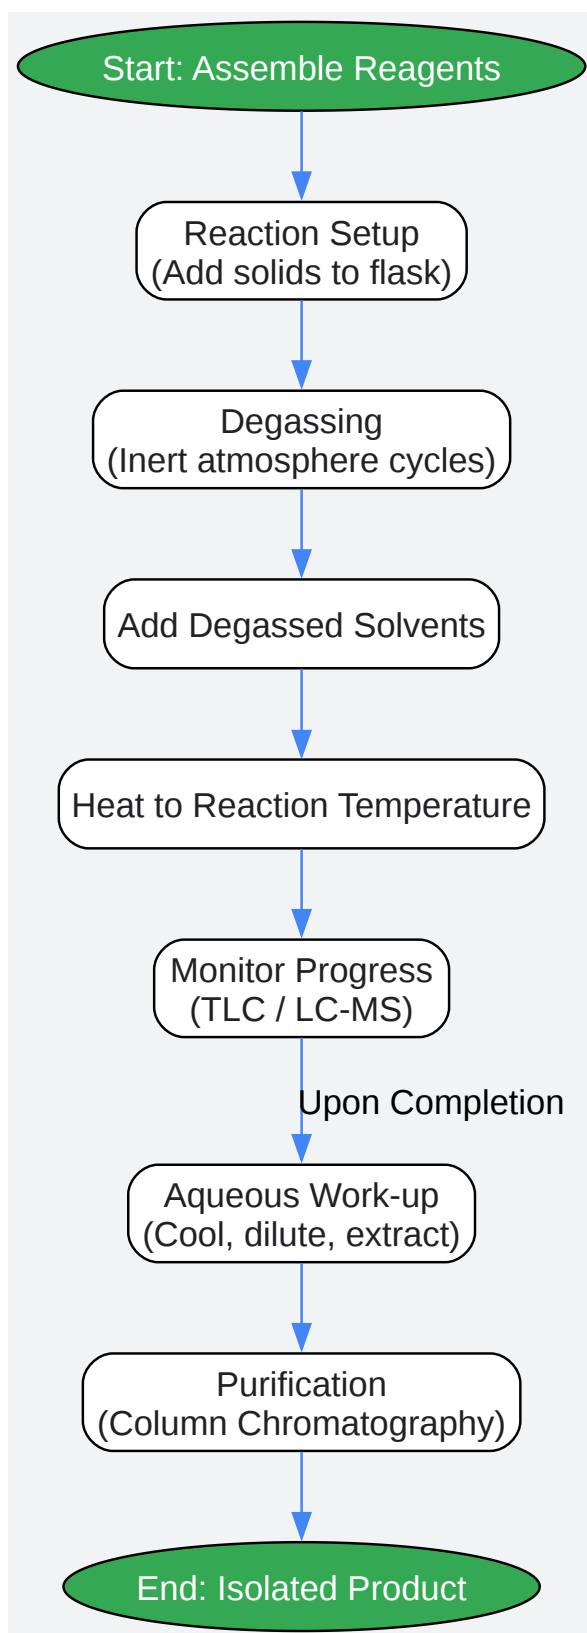 Start: Assemble Reagents
Reaction Setup
(Add solids to flask)
Degassing
(Inert atmosphere cycles)
Add Degassed Solvents
Heat to Reaction Temperature
Monitor Progress
(TLC / LC-MS)
Upon Completion
Aqueous Work-up
(Cool, dilute, extract)
Purification
(Column Chromatography)
End: Isolated Product